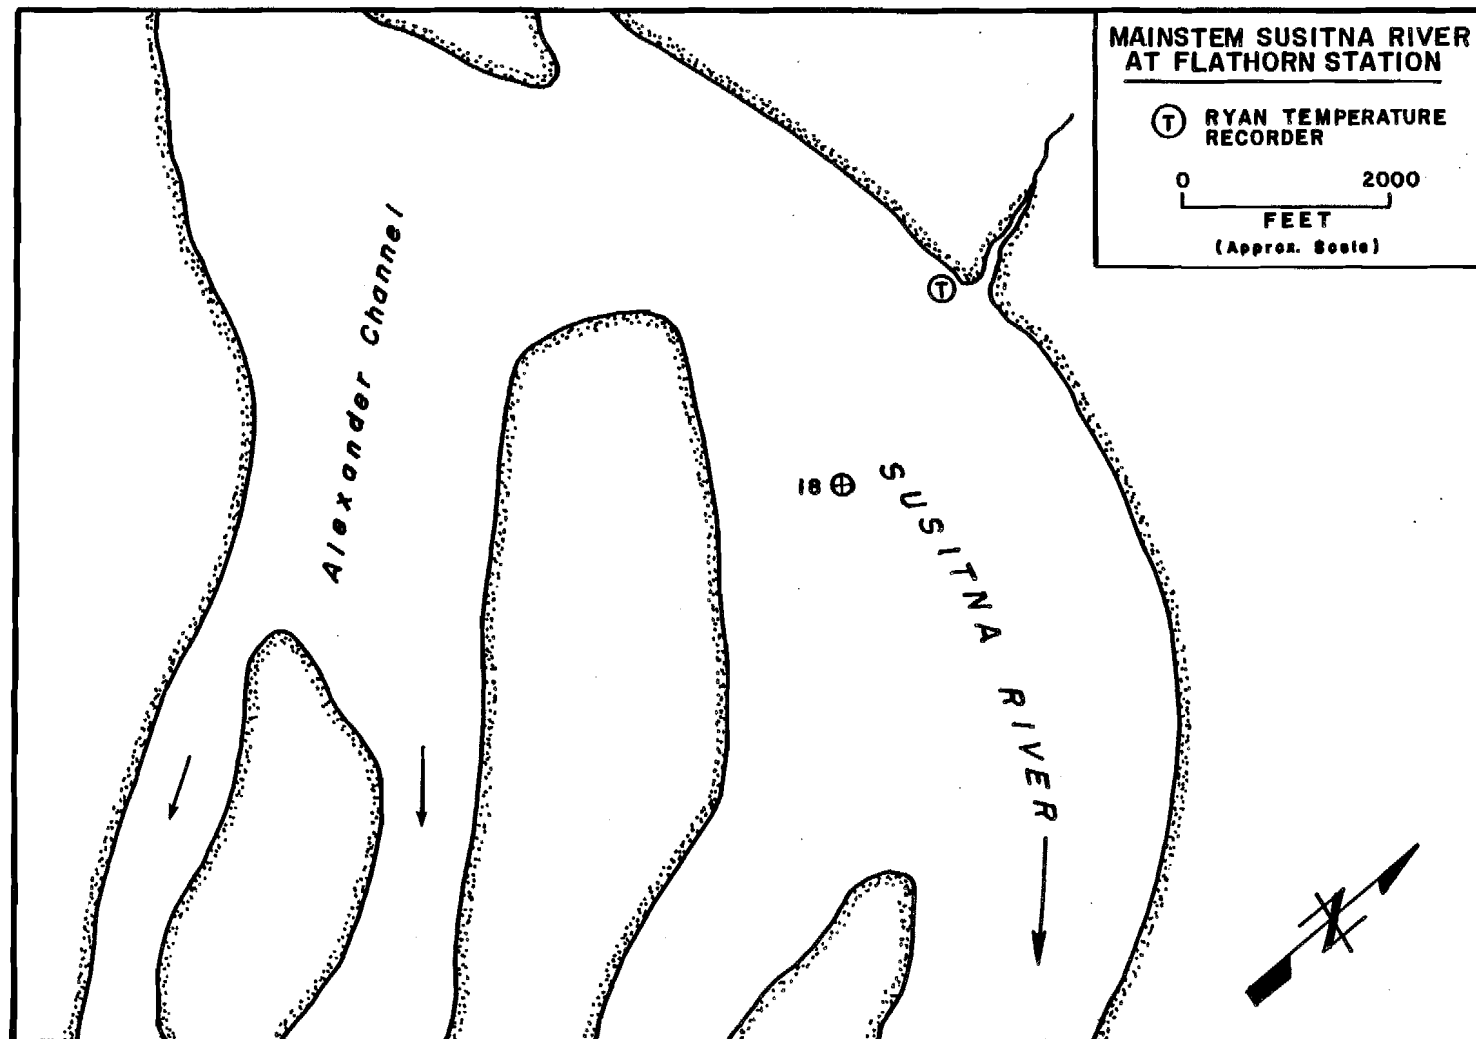 MAINSTEM SUSITNA RIVER
AT FLATHORN STATION
T RYAN TEMPERATURE
RECORDER
0 2000
FEET
(Approx. Scale)
Alexander Channel
T
18
SUSITNA RIVER
N